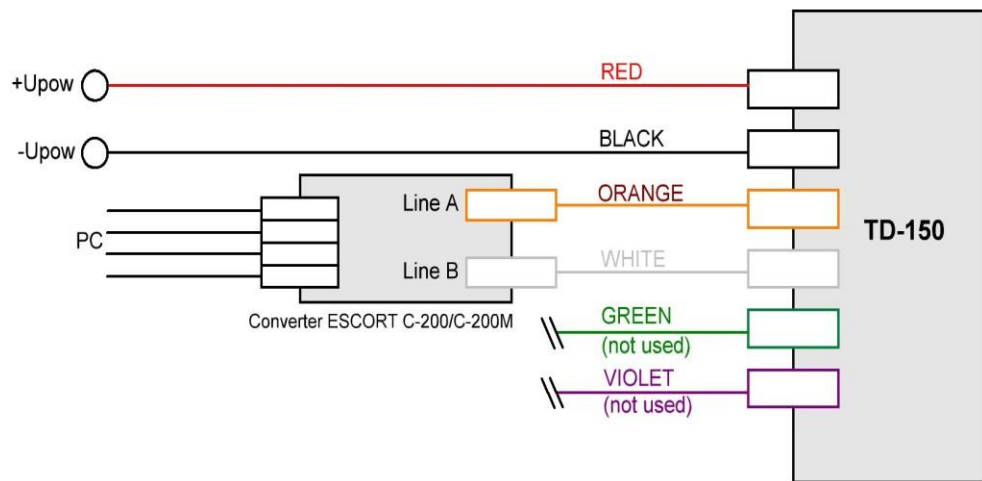 +Upow
RED
-Upow
BLACK
Line A
ORANGE
TD-150
PC
Line B
WHITE
Converter ESCORT C-200/C-200M
GREEN
(not used)
VIOLET
(not used)